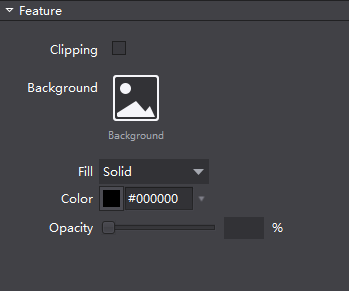 Feature
Clipping
Background
Background
Fill Solid
Color #000000
Opacity %